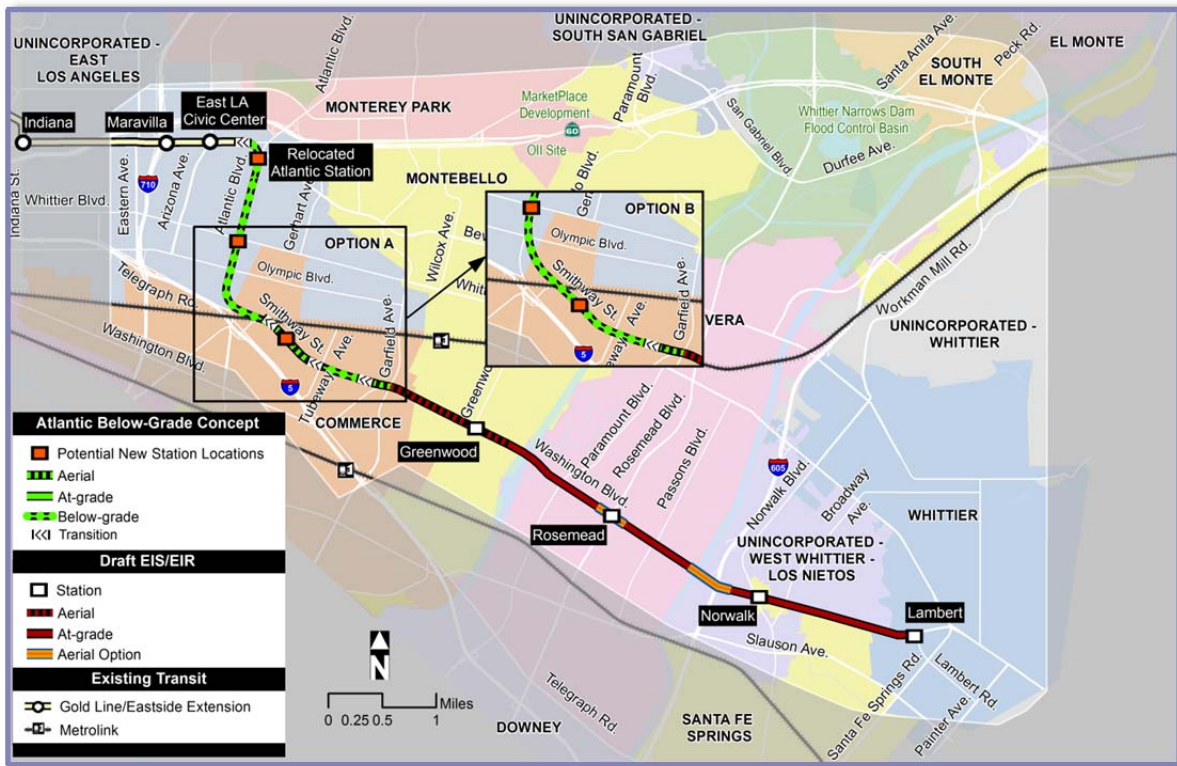 UNINCORPORATED -
EAST
LOS ANGELES
UNINCORPORATED -
SOUTH SAN GABRIEL
EL MONTE
SOUTH
EL MONTE
Santa Anita Ave.
Peck Rd.
Atlantic Blvd.
Paramount
Blvd.
MONTEREY PARK
MarketPlace
Development
60
OII Site
San Gabriel Blvd.
Whittier Narrows Dam
Flood Control Basin
Durfee Ave.
Indiana
Maravilla
East LA
Civic Center
Relocated
Atlantic Station
Indiana St.
Whittier Blvd.
Eastern Ave.
710
Arizona Ave.
Atlantic Blvd.
Gerhart Ave.
MONTEBELLO
Wilcox Ave.
OPTION A
Olympic Blvd.
Smithway St.
Garfield Ave.
Tubeway Ave.
5
Telegraph Rd.
Washington Blvd.
COMMERCE
OPTION B
Olympic Blvd.
Smithway St.
Garfield Ave.
eway Ave.
5
VERA
Workman Mill Rd.
UNINCORPORATED -
WHITTIER
Greenwood
Greenwood
Washington Blvd.
Paramount Blvd.
Rosemead Blvd.
Passons Blvd.
Rosemead
605
Norwalk Blvd.
Broadway
Ave.
WHITTIER
UNINCORPORATED -
WEST WHITTIER -
LOS NIETOS
Norwalk
Lambert
Slauson Ave.
Santa Fe Springs Rd.
Lambert Rd.
Painter Ave.
Telegraph Rd.
DOWNEY
SANTA FE
SPRINGS
N
0 0.25 0.5 1 Miles
Atlantic Below-Grade Concept
Potential New Station Locations
Aerial
At-grade
Below-grade
Transition
Draft EIS/EIR
Station
Aerial
At-grade
Aerial Option
Existing Transit
Gold Line/Eastside Extension
Metrolink